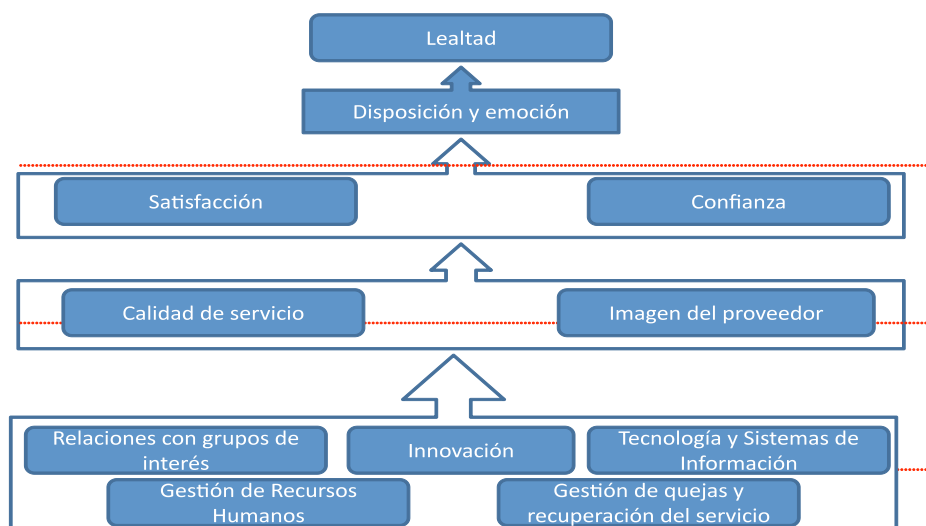 Lealtad
Disposición y emoción
Satisfacción
Confianza
Calidad de servicio
Imagen del proveedor
Relaciones con grupos de
interés
Innovación
Tecnología y Sistemas de
Información
Gestión de Recursos
Humanos
Gestión de quejas y
recuperación del servicio